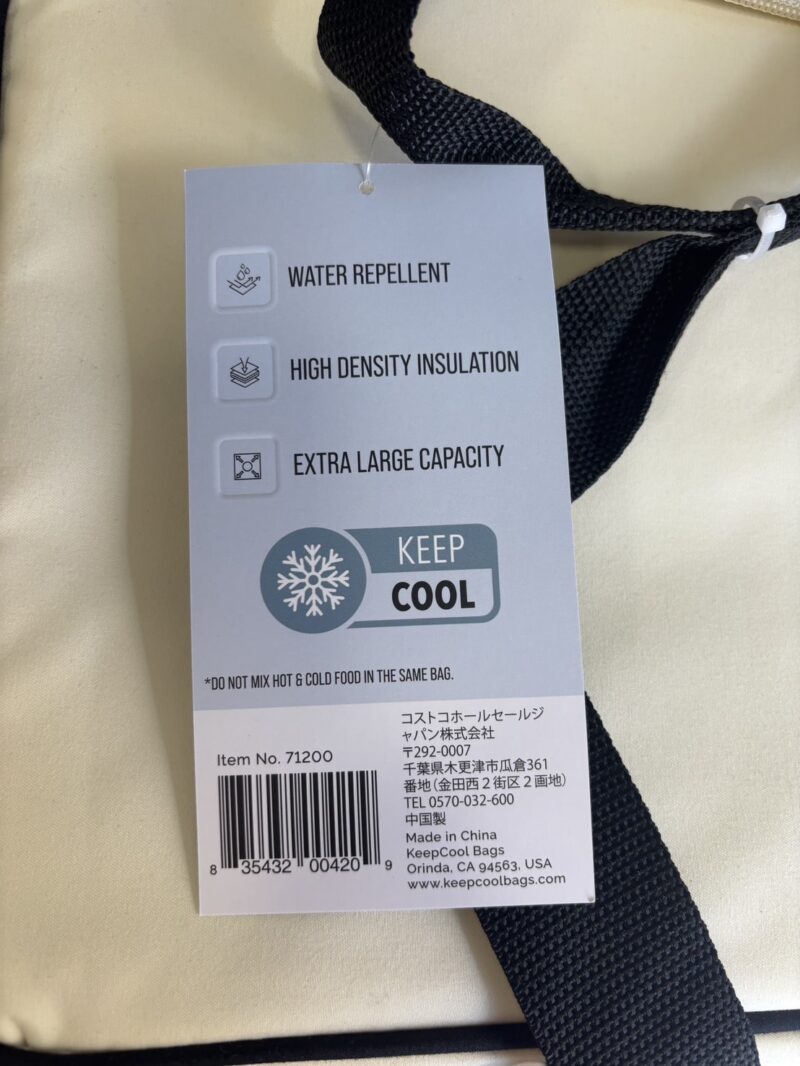 WATER REPELLENT
HIGH DENSITY INSULATION
EXTRA LARGE CAPACITY
KEEP
COOL
*DO NOT MIX HOT & COLD FOOD IN THE SAME BAG.
Item No. 71200
8 35432 00420 9
コストコホールセールジ
ャパン株式会社
〒292-0007
千葉県木更津市瓜倉361
番地(金田西2街区2画地)
TEL 0570-032-600
中国製
Made in China
KeepCool Bags
Orinda, CA 94563, USA
www.keepcoolbags.com